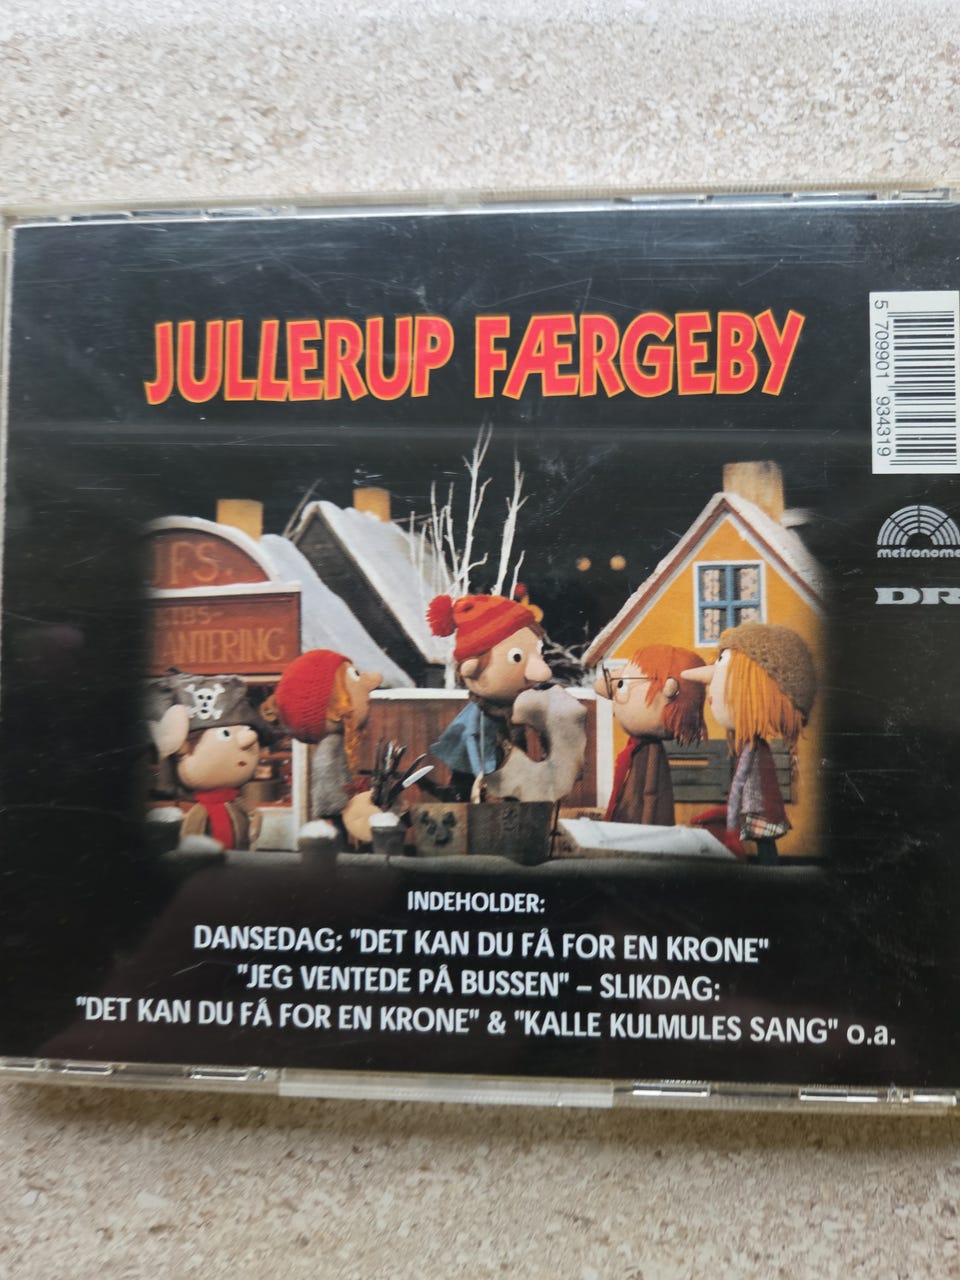 JULLERUP FÆRGEBY
5 709901 934319
metronome
DR
INDEHOLDER:
DANSEDAG: "DET KAN DU FÅ FOR EN KRONE"
"JEG VENTEDE PÅ BUSSEN" – SLIKDAG:
"DET KAN DU FÅ FOR EN KRONE" & "KALLE KULMULES SANG" o.a.